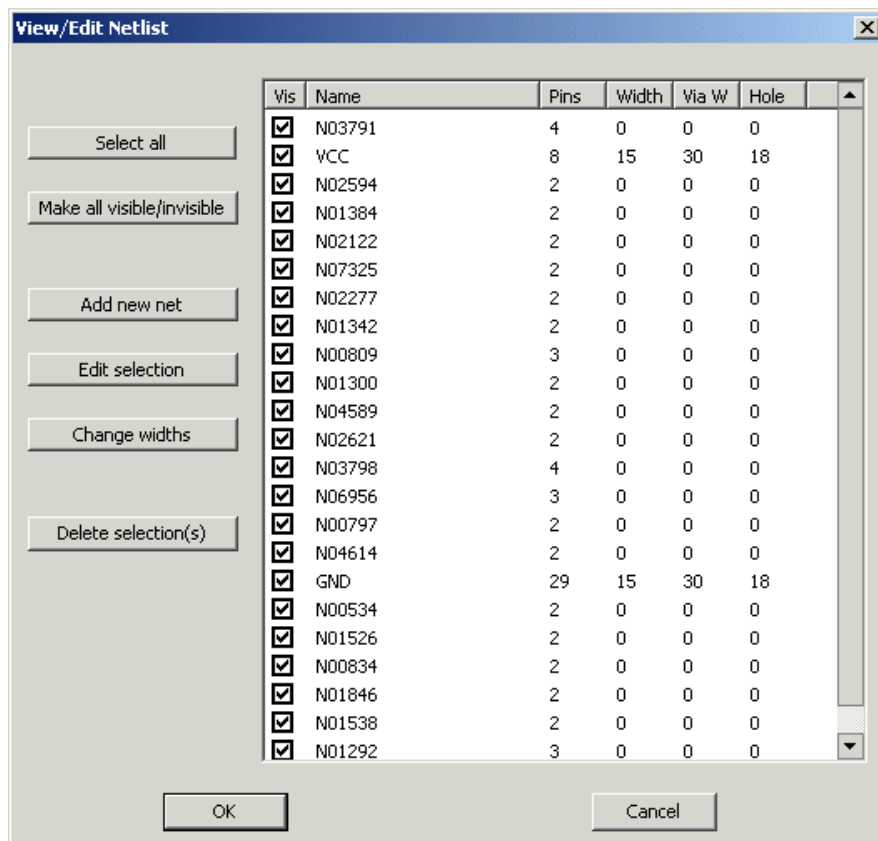 View/Edit Netlist
Select all
Make all visible/invisible
Add new net
Edit selection
Change widths
Delete selection(s)
Vis Name Pins Width Via W Hole
N03791 4 0 0 0
VCC 8 15 30 18
N02594 2 0 0 0
N01384 2 0 0 0
N02122 2 0 0 0
N07325 2 0 0 0
N02277 2 0 0 0
N01342 2 0 0 0
N00809 3 0 0 0
N01300 2 0 0 0
N04589 2 0 0 0
N02621 2 0 0 0
N03798 4 0 0 0
N06956 3 0 0 0
N00797 2 0 0 0
N04614 2 0 0 0
GND 29 15 30 18
N00534 2 0 0 0
N01526 2 0 0 0
N00834 2 0 0 0
N01846 2 0 0 0
N01538 2 0 0 0
N01292 3 0 0 0
OK
Cancel